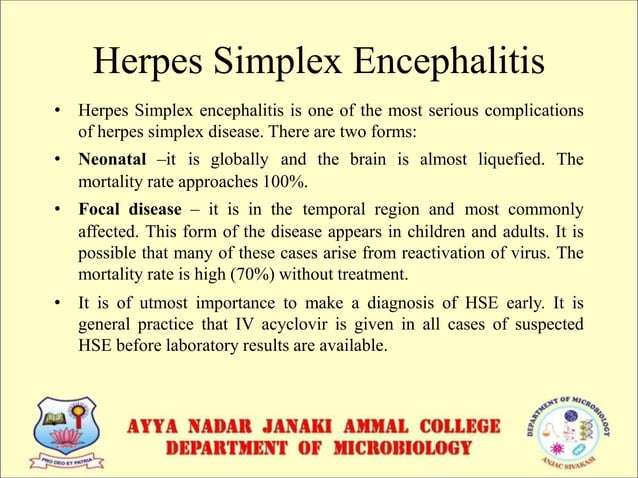 Herpes Simplex Encephalitis
• Herpes Simplex encephalitis is one of the most serious complications
of herpes simplex disease. There are two forms:
• Neonatal –it is globally and the brain is almost liquefied. The
mortality rate approaches 100%.
• Focal disease – it is in the temporal region and most commonly
affected. This form of the disease appears in children and adults. It is
possible that many of these cases arise from reactivation of virus. The
mortality rate is high (70%) without treatment.
• It is of utmost importance to make a diagnosis of HSE early. It is
general practice that IV acyclovir is given in all cases of suspected
HSE before laboratory results are available.
PRO DEO ET PATRIA
AYYA NADAR JANAKI AMMAL COLLEGE
DEPARTMENT OF MICROBIOLOGY
DEPARTMENT OF MICROBIOLOGY
ANJAC SIVAKASI